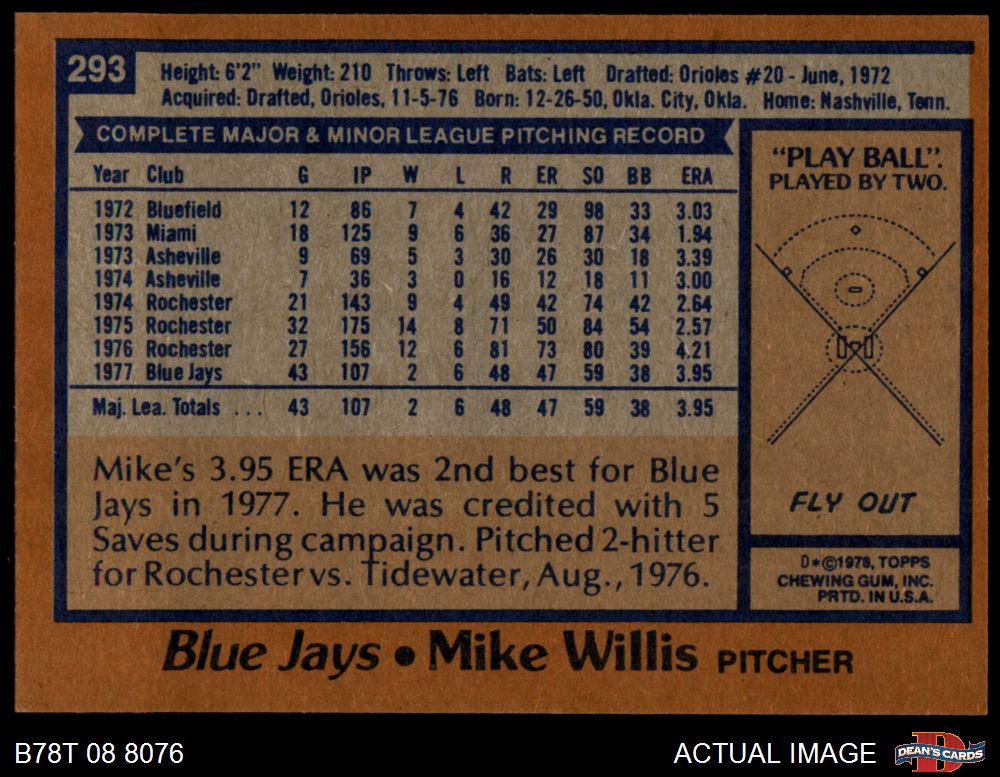 293
Height: 6'2" Weight: 210 Throws: Left Bats: Left Drafted: Orioles #20 - June, 1972
Acquired: Drafted, Orioles, 11-5-76 Born: 12-26-50, Okla. City, Okla. Home: Nashville, Tenn.
COMPLETE MAJOR & MINOR LEAGUE PITCHING RECORD
Year Club G IP W L R ER SO BB ERA
1972 Bluefield 12 86 7 4 42 29 98 33 3.03
1973 Miami 18 125 9 6 36 27 87 34 1.94
1973 Asheville 9 69 5 3 30 26 30 18 3.39
1974 Asheville 7 36 3 0 16 12 18 11 3.00
1974 Rochester 21 143 9 4 49 42 74 42 2.64
1975 Rochester 32 175 14 8 71 50 84 54 2.57
1976 Rochester 27 156 12 6 81 73 80 39 4.21
1977 Blue Jays 43 107 2 6 48 47 59 38 3.95
Maj. Lea. Totals ... 43 107 2 6 48 47 59 38 3.95
Mike's 3.95 ERA was 2nd best for Blue
Jays in 1977. He was credited with 5
Saves during campaign. Pitched 2-hitter
for Rochester vs. Tidewater, Aug., 1976.
"PLAY BALL".
PLAYED BY TWO.
FLY OUT
D*©1978, TOPPS
CHEWING GUM, INC.
PRTD. IN U.S.A.
Blue Jays • Mike Willis PITCHER
B78T 08 8076
ACTUAL IMAGE
D
DEAN'S CARDS